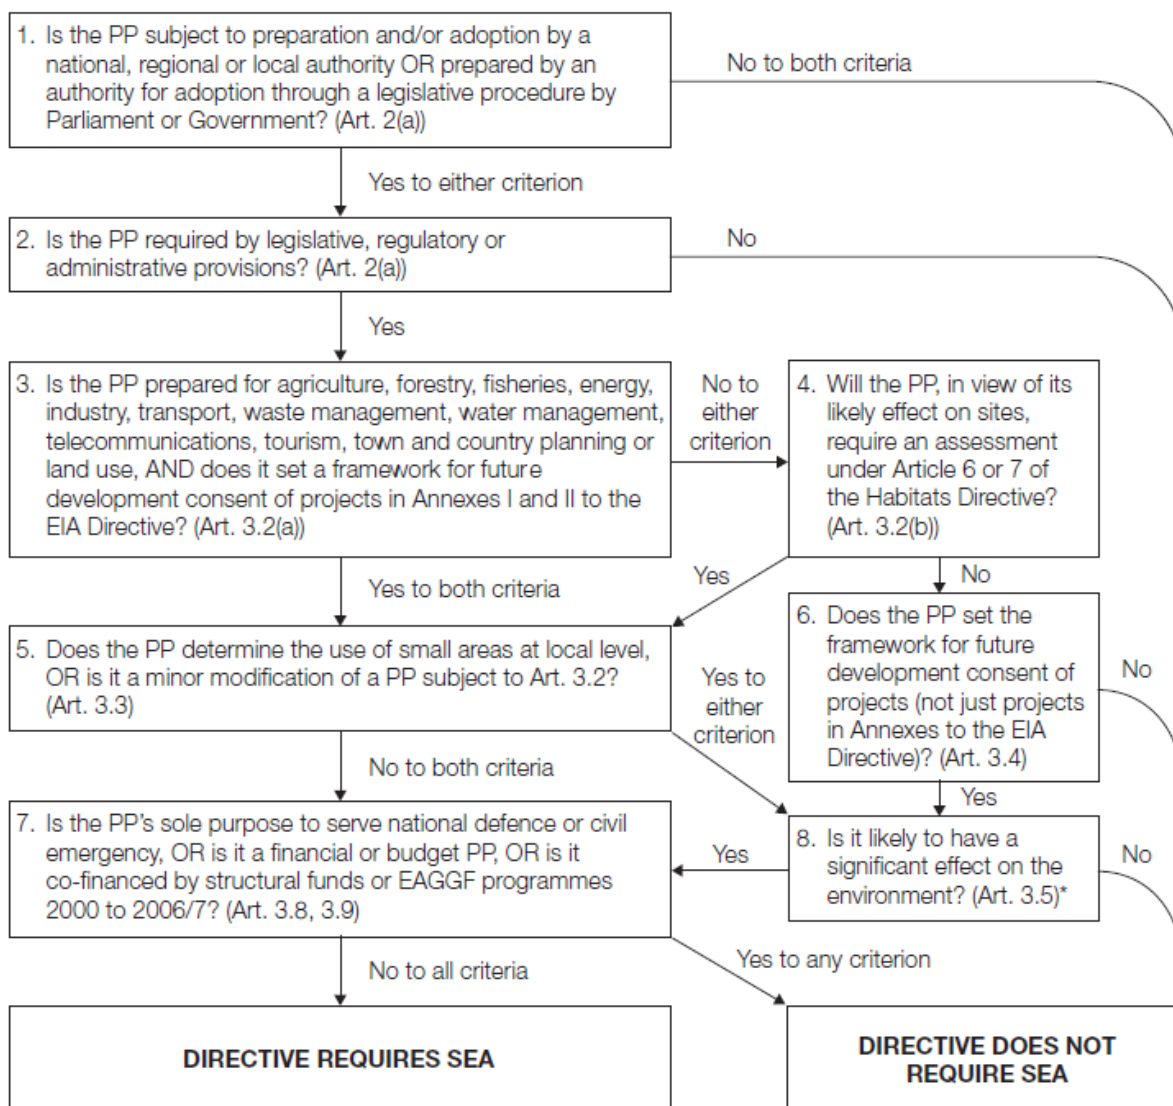 1. Is the PP subject to preparation and/or adoption by a
national, regional or local authority OR prepared by an
authority for adoption through a legislative procedure by
Parliament or Government? (Art. 2(a))
No to both criteria
Yes to either criterion
2. Is the PP required by legislative, regulatory or
administrative provisions? (Art. 2(a))
No
Yes
3. Is the PP prepared for agriculture, forestry, fisheries, energy,
industry, transport, waste management, water management,
telecommunications, tourism, town and country planning or
land use, AND does it set a framework for future
development consent of projects in Annexes I and II to the
EIA Directive? (Art. 3.2(a))
No to
either
criterion
4. Will the PP, in view of its
likely effect on sites,
require an assessment
under Article 6 or 7 of
the Habitats Directive?
(Art. 3.2(b))
Yes to both criteria
Yes
No
5. Does the PP determine the use of small areas at local level,
OR is it a minor modification of a PP subject to Art. 3.2?
(Art. 3.3)
Yes to
either
criterion
6. Does the PP set the
framework for future
development consent of
projects (not just projects
in Annexes to the EIA
Directive)? (Art. 3.4)
No
No to both criteria
Yes
7. Is the PP's sole purpose to serve national defence or civil
emergency, OR is it a financial or budget PP, OR is it
co-financed by structural funds or EAGGF programmes
2000 to 2006/7? (Art. 3.8, 3.9)
Yes
8. Is it likely to have a
significant effect on the
environment? (Art. 3.5)*
No
No to all criteria
Yes to any criterion
DIRECTIVE REQUIRES SEA
DIRECTIVE DOES NOT
REQUIRE SEA